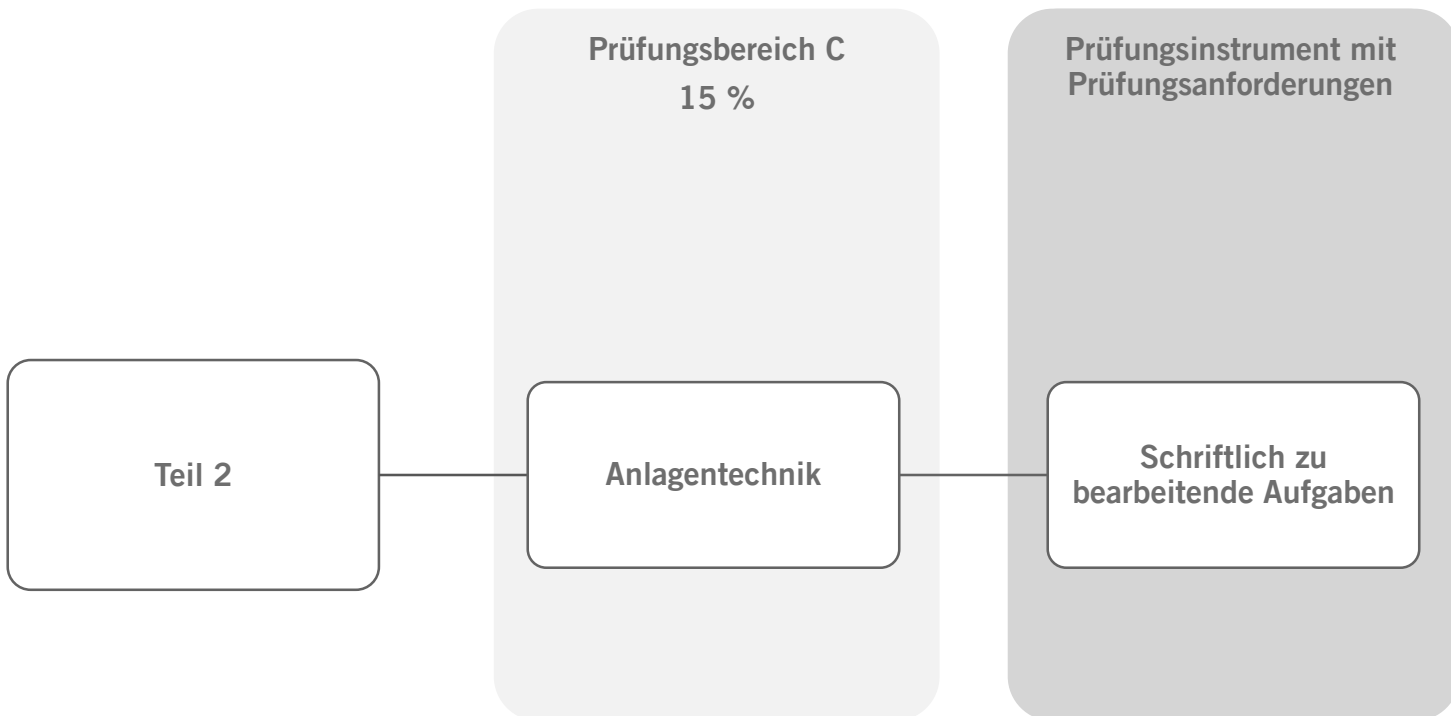 Prüfungsbereich C
15 %
Prüfungsinstrument mit
Prüfungsanforderungen
Teil 2
Anlagentechnik
Schriftlich zu
bearbeitende Aufgaben